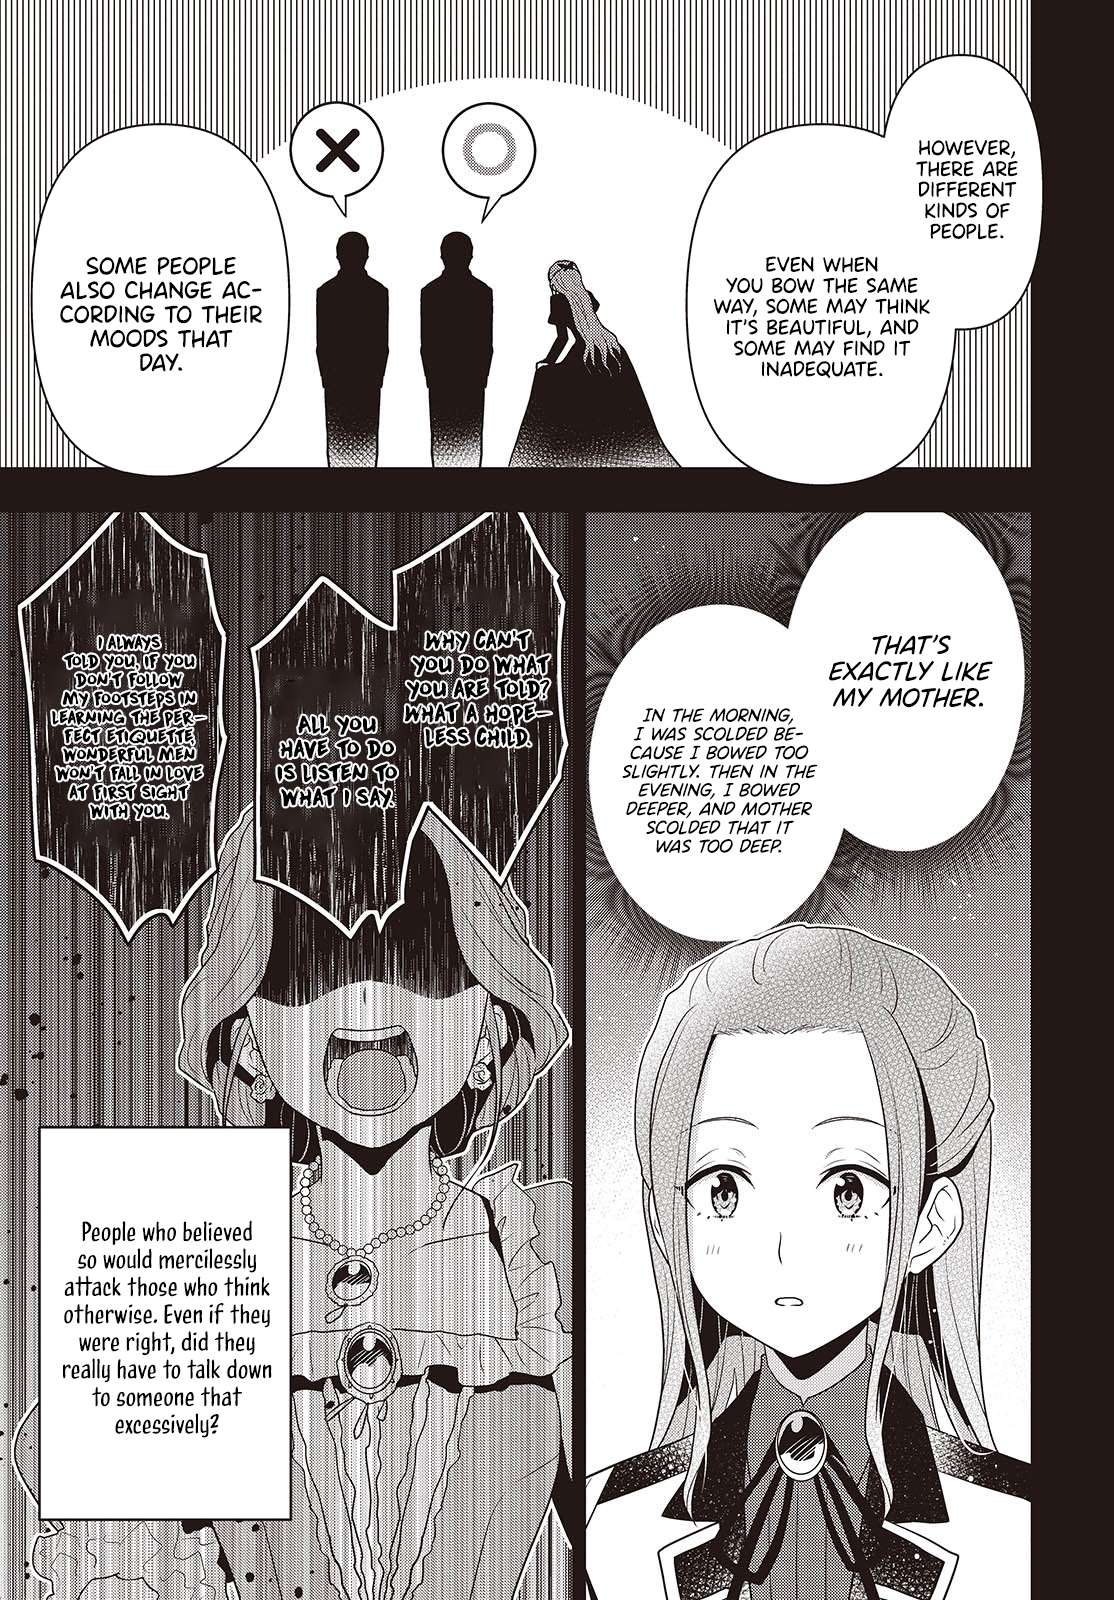 HOWEVER,
THERE ARE
DIFFERENT
KINDS OF
PEOPLE.
EVEN WHEN
YOU BOW THE SAME
WAY, SOME MAY THINK
IT'S BEAUTIFUL, AND
SOME MAY FIND IT
INADEQUATE.
SOME PEOPLE
ALSO CHANGE AC-
CORDING TO THEIR
MOODS THAT
DAY.
THAT'S
EXACTLY LIKE
MY MOTHER.
IN THE MORNING,
I WAS SCOLDED BE-
CAUSE I BOWED TOO
SLIGHTLY. THEN IN THE
EVENING, I BOWED
DEEPER, AND MOTHER
SCOLDED THAT IT
WAS TOO DEEP.
WHY CAN'T
YOU DO WHAT
YOU ARE TOLD?
WHAT A HOPE-
LESS CHILD.
ALL YOU
HAVE TO DO
IS LISTEN TO
WHAT I SAY.
I ALWAYS
TOLD YOU, IF YOU
DON'T FOLLOW
MY FOOTSTEPS IN
LEARNING THE PER-
FECT ETIQUETTE,
WONDERFUL MEN
WON'T FALL IN LOVE
AT FIRST SIGHT
WITH YOU.
People who believed
so would mercilessly
attack those who think
otherwise. Even if they
were right, did they
really have to talk down
to someone that
excessively?